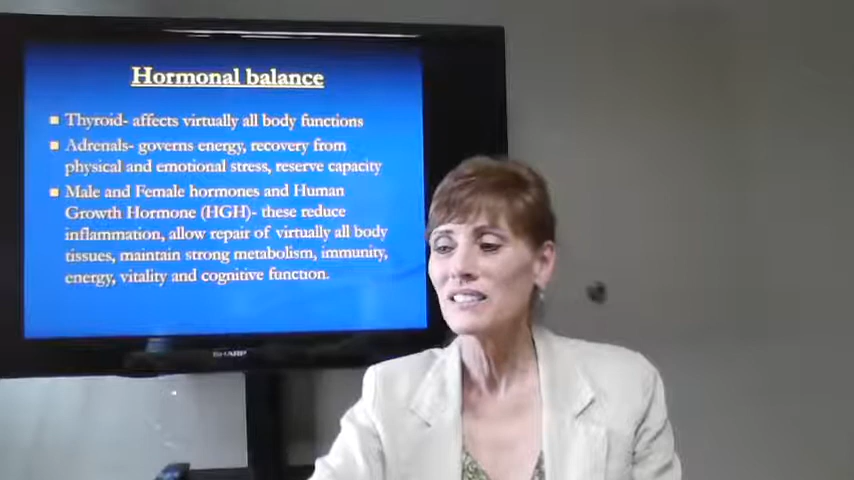 Hormonal balance
■ Thyroid- affects virtually all body functions
■ Adrenals- governs energy, recovery from
physical and emotional stress, reserve capacity
■ Male and Female hormones and Human
Growth Hormone (HGH)- these reduce
inflammation, allow repair of virtually all body
tissues, maintain strong metabolism, immunity,
energy, vitality and cognitive function.
SHARP